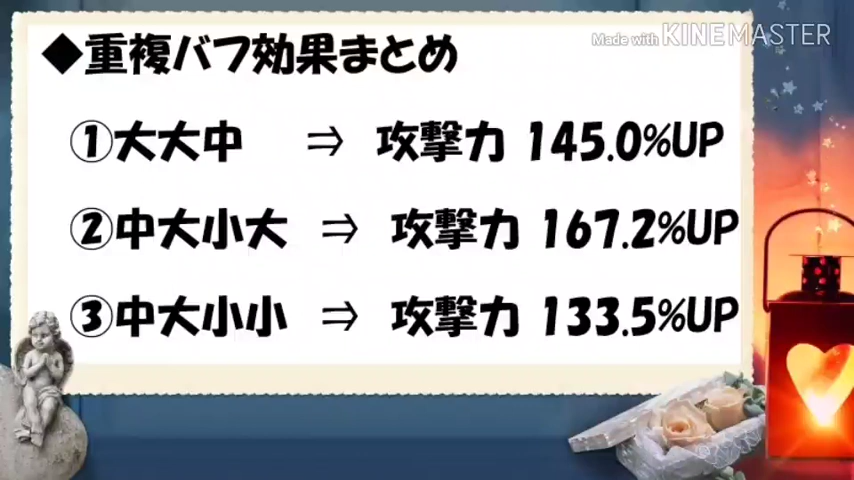 ◆重複バフ効果まとめ
Made with KINEMASTER
①大大中 ⇒ 攻撃力 145.0%UP
②中大小大 ⇒ 攻撃力 167.2%UP
③中大小小 ⇒ 攻撃力 133.5%UP